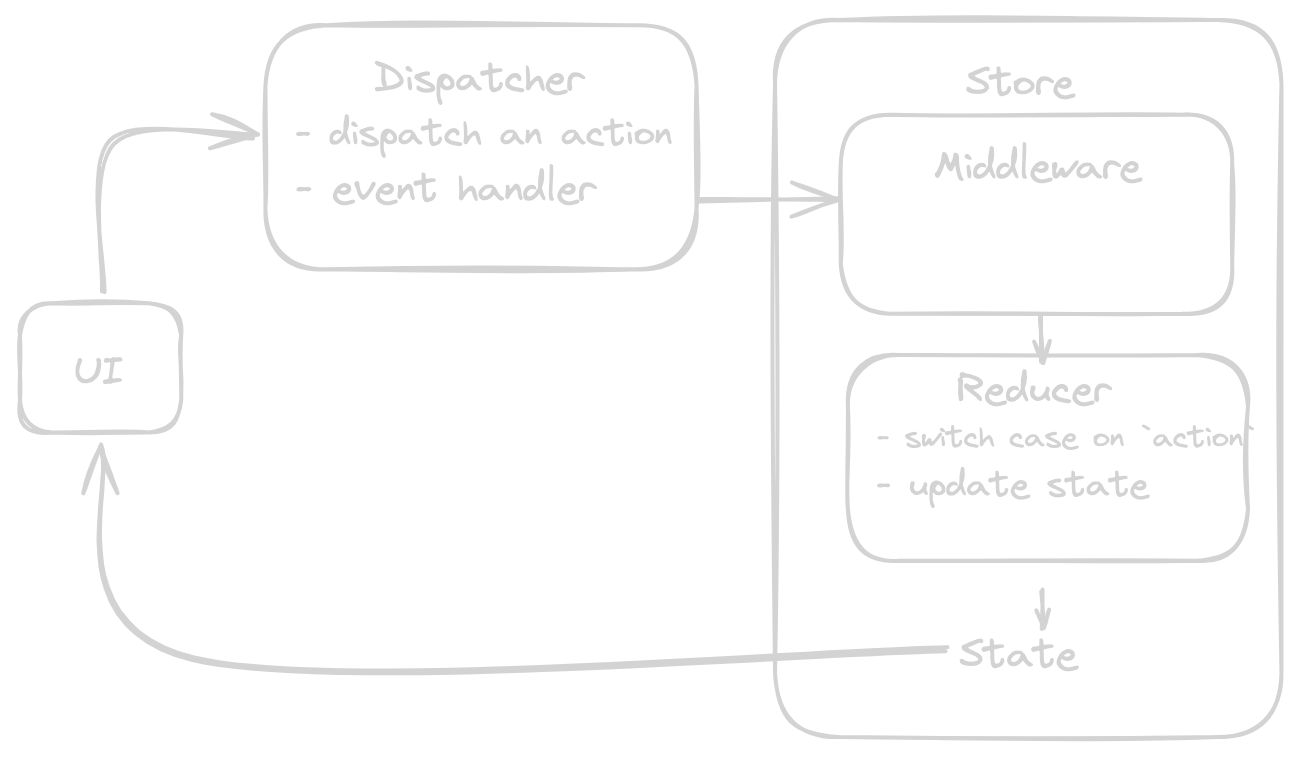 Dispatcher
- dispatch an action
- event handler
Store
Middleware
UI
Reducer
- switch case on `action`
- update state
State